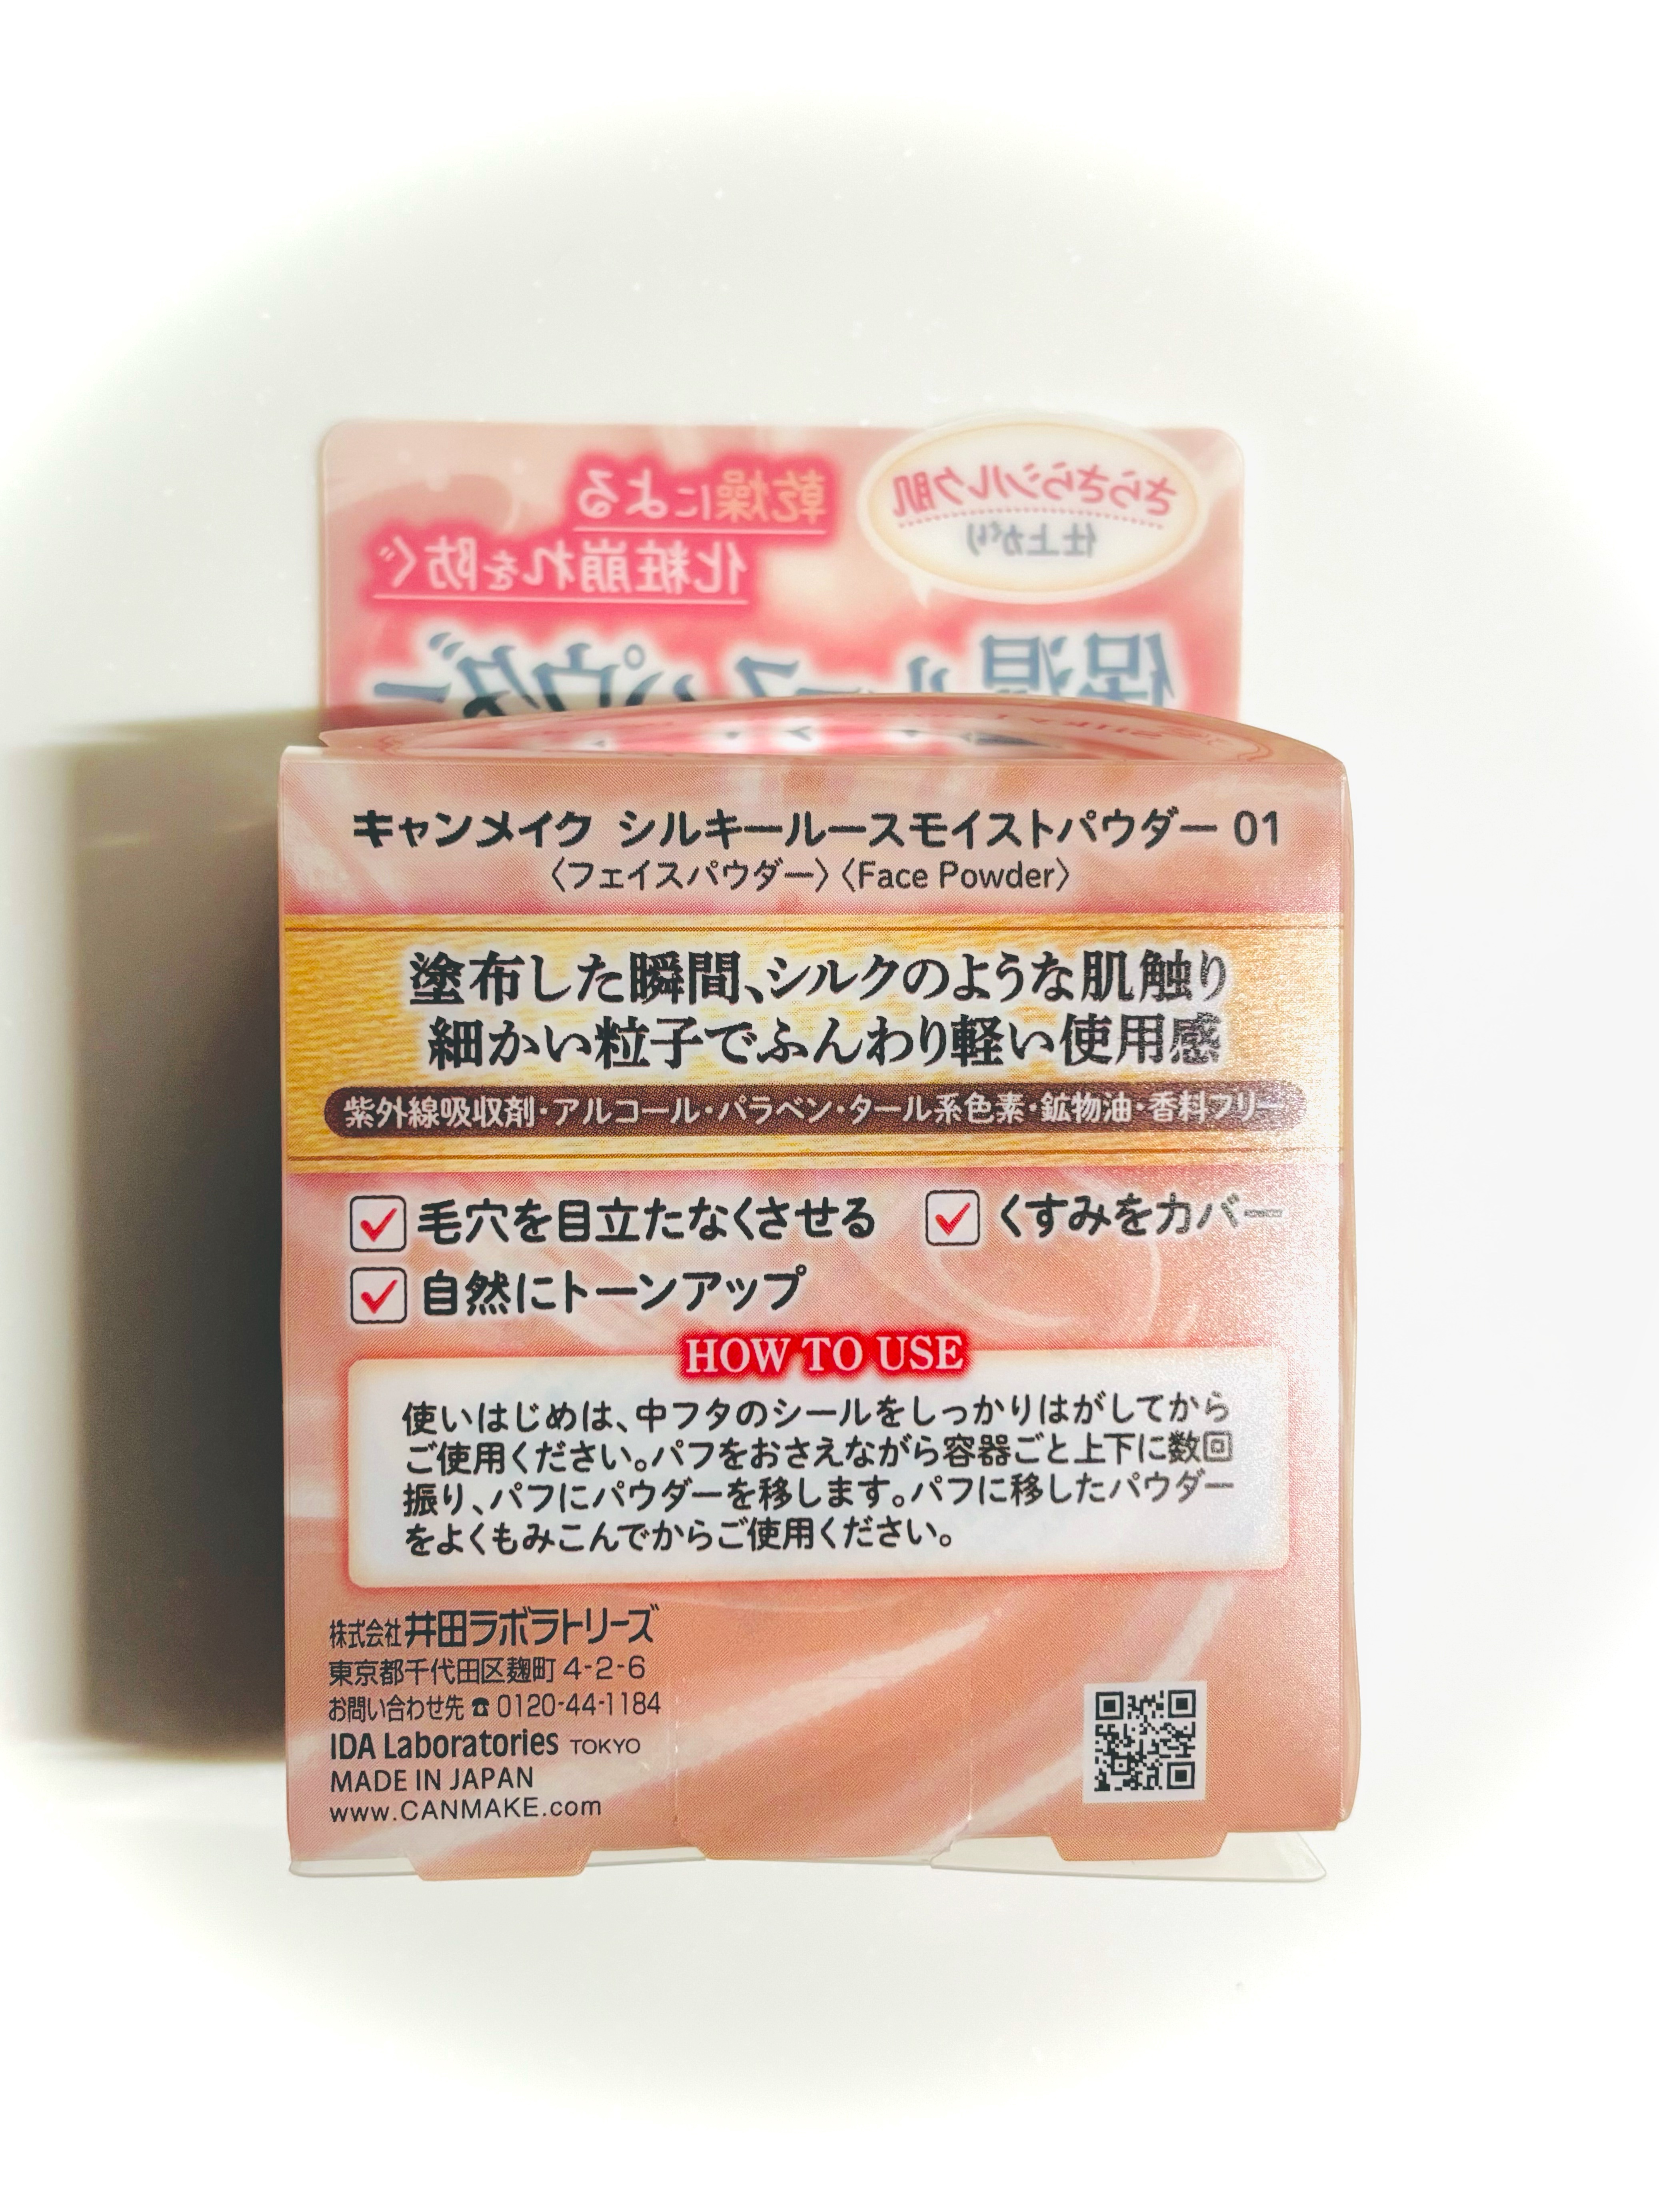 さらさらシルク肌
仕上がり
乾燥による
化粧崩れを防ぐ
保湿ルースパウダー
キャンメイク シルキールースモイストパウダー 01
〈フェイスパウダー〉〈Face Powder〉
塗布した瞬間、シルクのような肌触り
細かい粒子でふんわり軽い使用感
紫外線吸収剤・アルコール・パラベン・タール系色素・鉱物油・香料フリー
毛穴を目立たなくさせる くすみをカバー
自然にトーンアップ
HOW TO USE
使いはじめは、中フタのシールをしっかりはがしてから
ご使用ください。パフをおさえながら容器ごと上下に数回
振り、パフにパウダーを移します。パフに移したパウダー
をよくもみこんでからご使用ください。
株式会社井田ラボラトリーズ
東京都千代田区麹町 4-2-6
お問い合わせ先 ☎ 0120-44-1184
IDA Laboratories TOKYO
MADE IN JAPAN
www.CANMAKE.com